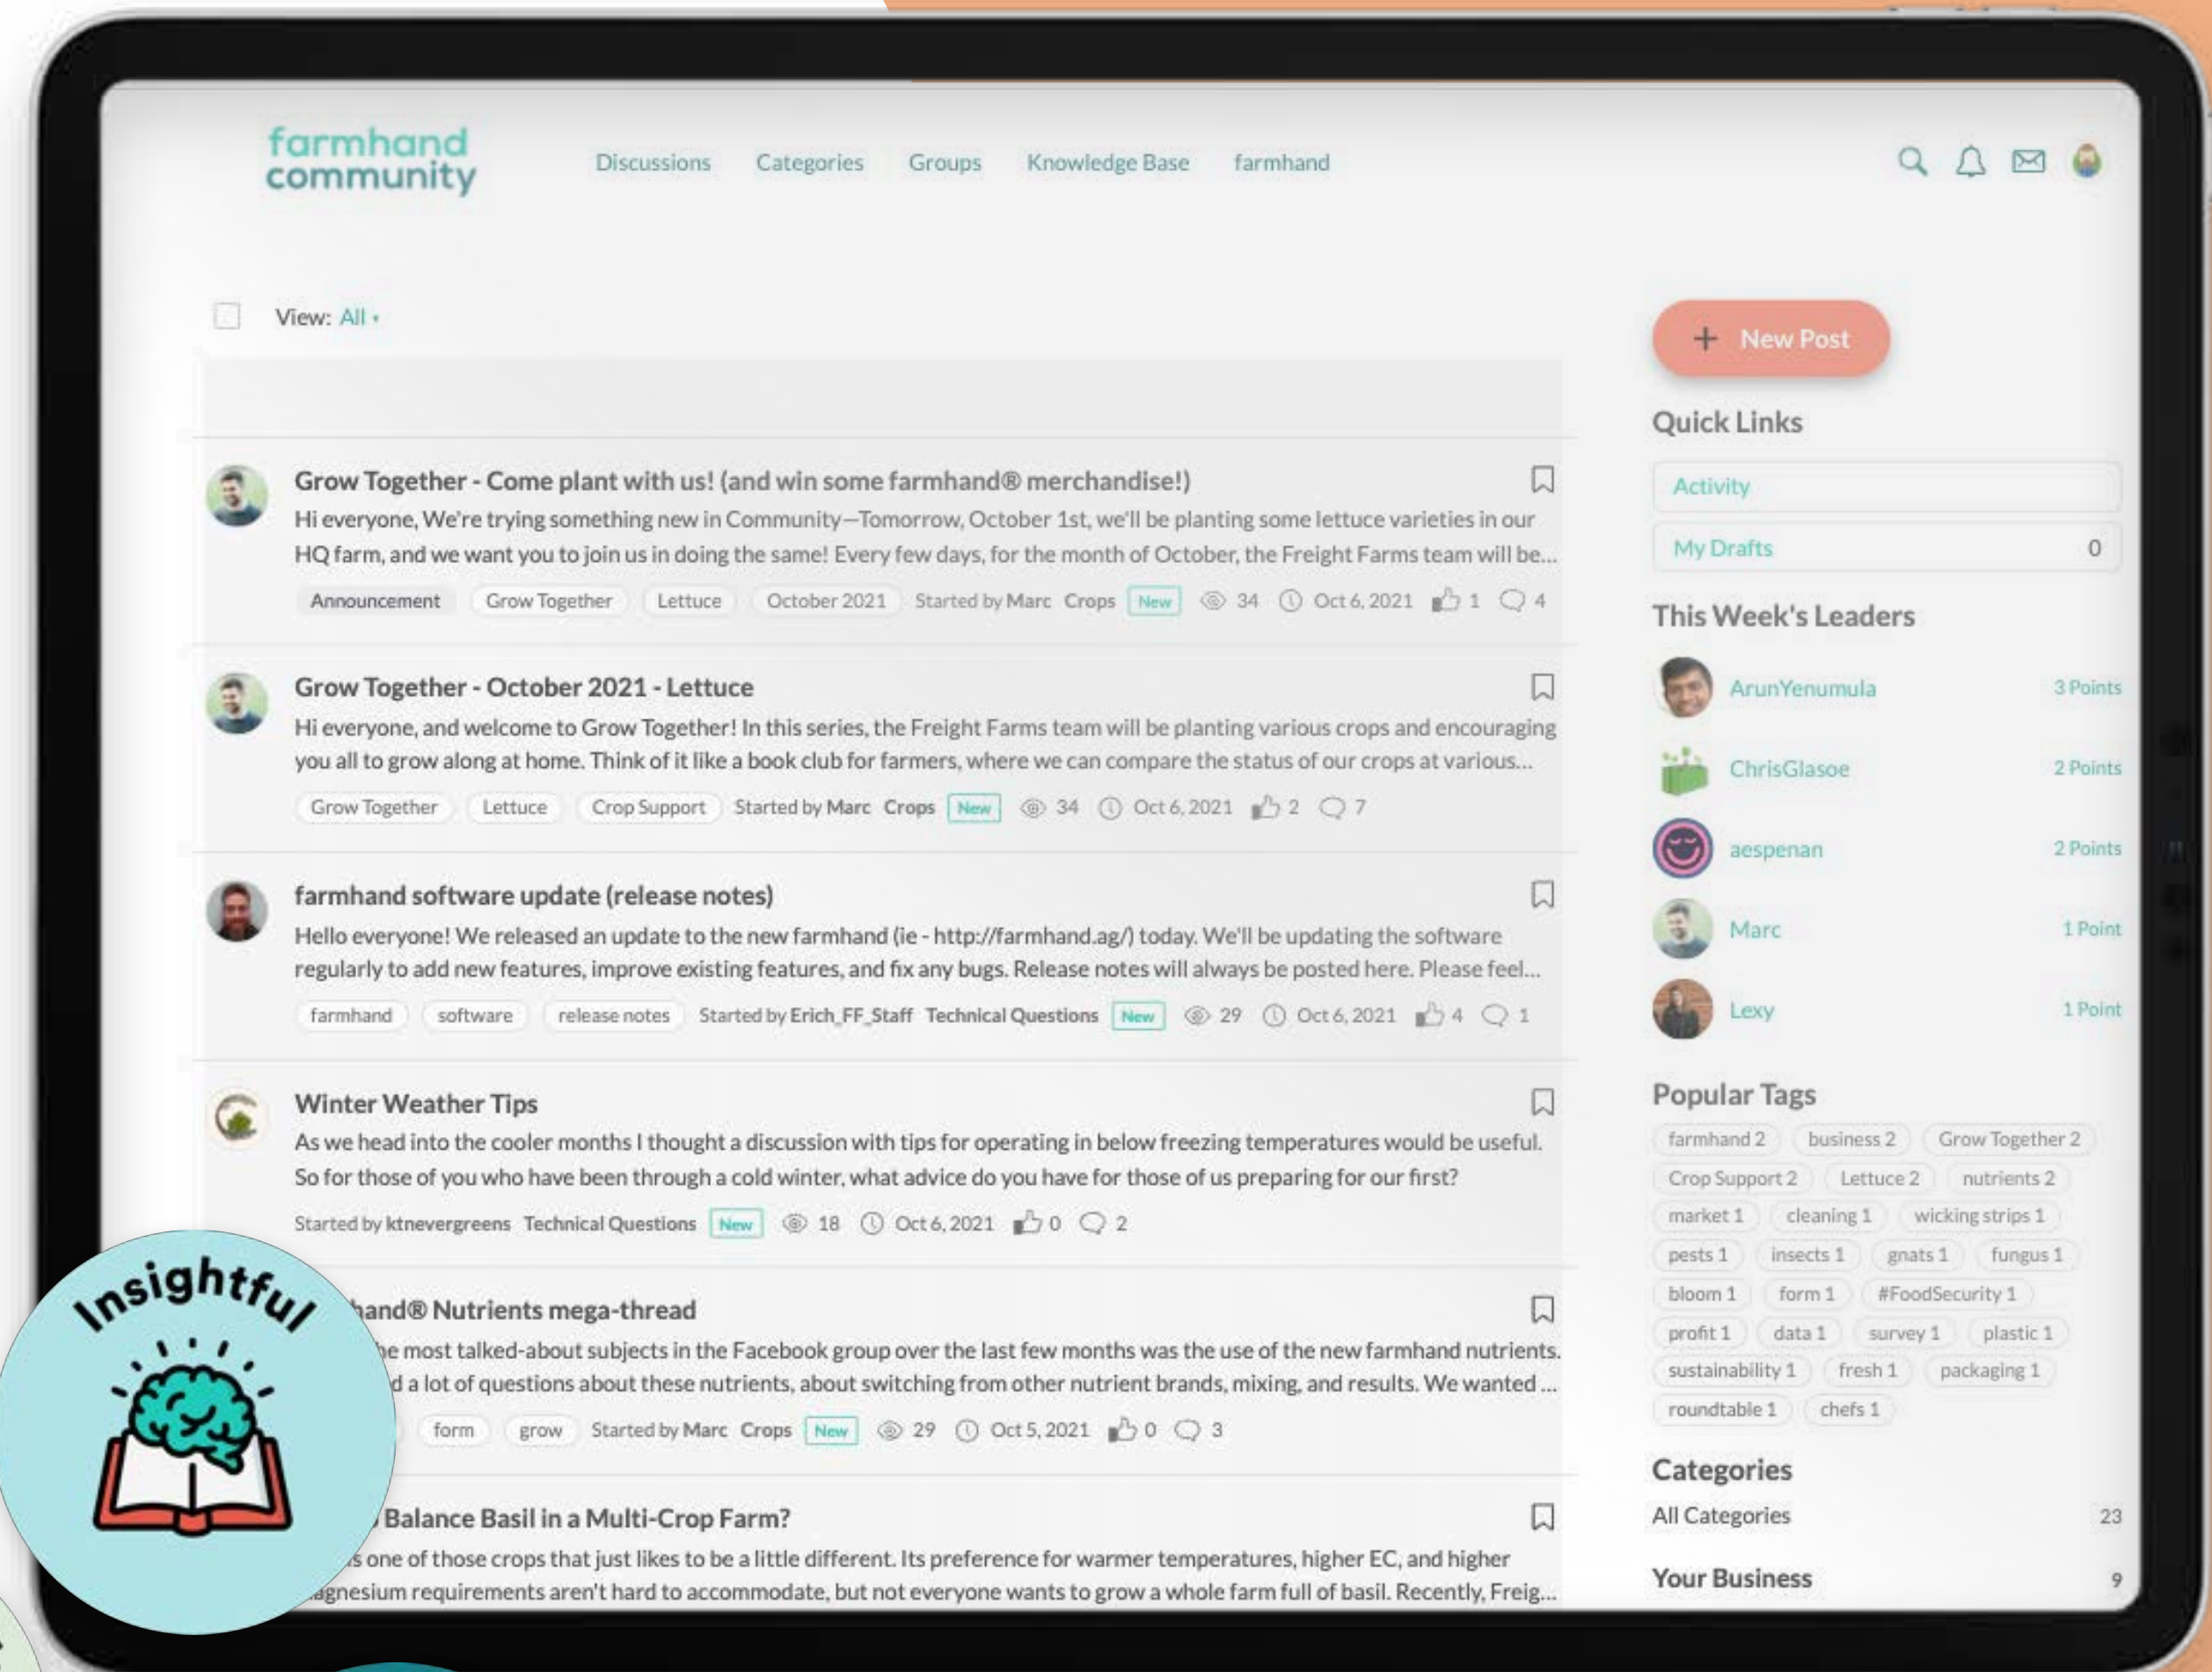 farmhand
community
Discussions Categories Groups Knowledge Base farmhand
View: All
Grow Together - Come plant with us! (and win some farmhand® merchandise!)
Hi everyone, We're trying something new in Community—Tomorrow, October 1st, we'll be planting some lettuce varieties in our
HQ farm, and we want you to join us in doing the same! Every few days, for the month of October, the Freight Farms team will be...
Announcement Grow Together Lettuce October 2021 Started by Marc Crops New 34 Oct 6, 2021 1 4
Grow Together - October 2021 - Lettuce
Hi everyone, and welcome to Grow Together! In this series, the Freight Farms team will be planting various crops and encouraging
you all to grow along at home. Think of it like a book club for farmers, where we can compare the status of our crops at various...
Grow Together Lettuce Crop Support Started by Marc Crops New 34 Oct 6, 2021 2 7
farmhand software update (release notes)
Hello everyone! We released an update to the new farmhand (ie - http://farmhand.ag/) today. We'll be updating the software
regularly to add new features, improve existing features, and fix any bugs. Release notes will always be posted here. Please feel...
farmhand software release notes Started by Erich_FF_Staff Technical Questions New 29 Oct 6, 2021 4 1
Winter Weather Tips
As we head into the cooler months I thought a discussion with tips for operating in below freezing temperatures would be useful.
So for those of you who have been through a cold winter, what advice do you have for those of us preparing for our first?
Started by ktnevergreens Technical Questions New 18 Oct 6, 2021 0 2
hand® Nutrients mega-thread
most talked-about subjects in the Facebook group over the last few months was the use of the new farmhand nutrients.
a lot of questions about these nutrients, about switching from other nutrient brands, mixing, and results. We wanted ...
form grow Started by Marc Crops New 29 Oct 5, 2021 0 3
Balance Basil in a Multi-Crop Farm?
one of those crops that just likes to be a little different. Its preference for warmer temperatures, higher EC, and higher
agnesium requirements aren't hard to accommodate, but not everyone wants to grow a whole farm full of basil. Recently, Freig...
Insightful
+ New Post
Quick Links
Activity
My Drafts 0
This Week's Leaders
ArunYenumula 3 Points
ChrisGlasoe 2 Points
aespenan 2 Points
Marc 1 Point
Lexy 1 Point
Popular Tags
farmhand 2 business 2 Grow Together 2
Crop Support 2 Lettuce 2 nutrients 2
market 1 cleaning 1 wicking strips 1
pests 1 insects 1 gnats 1 fungus 1
bloom 1 form 1 #FoodSecurity 1
profit 1 data 1 survey 1 plastic 1
sustainability 1 fresh 1 packaging 1
roundtable 1 chefs 1
Categories
All Categories 23
Your Business 9